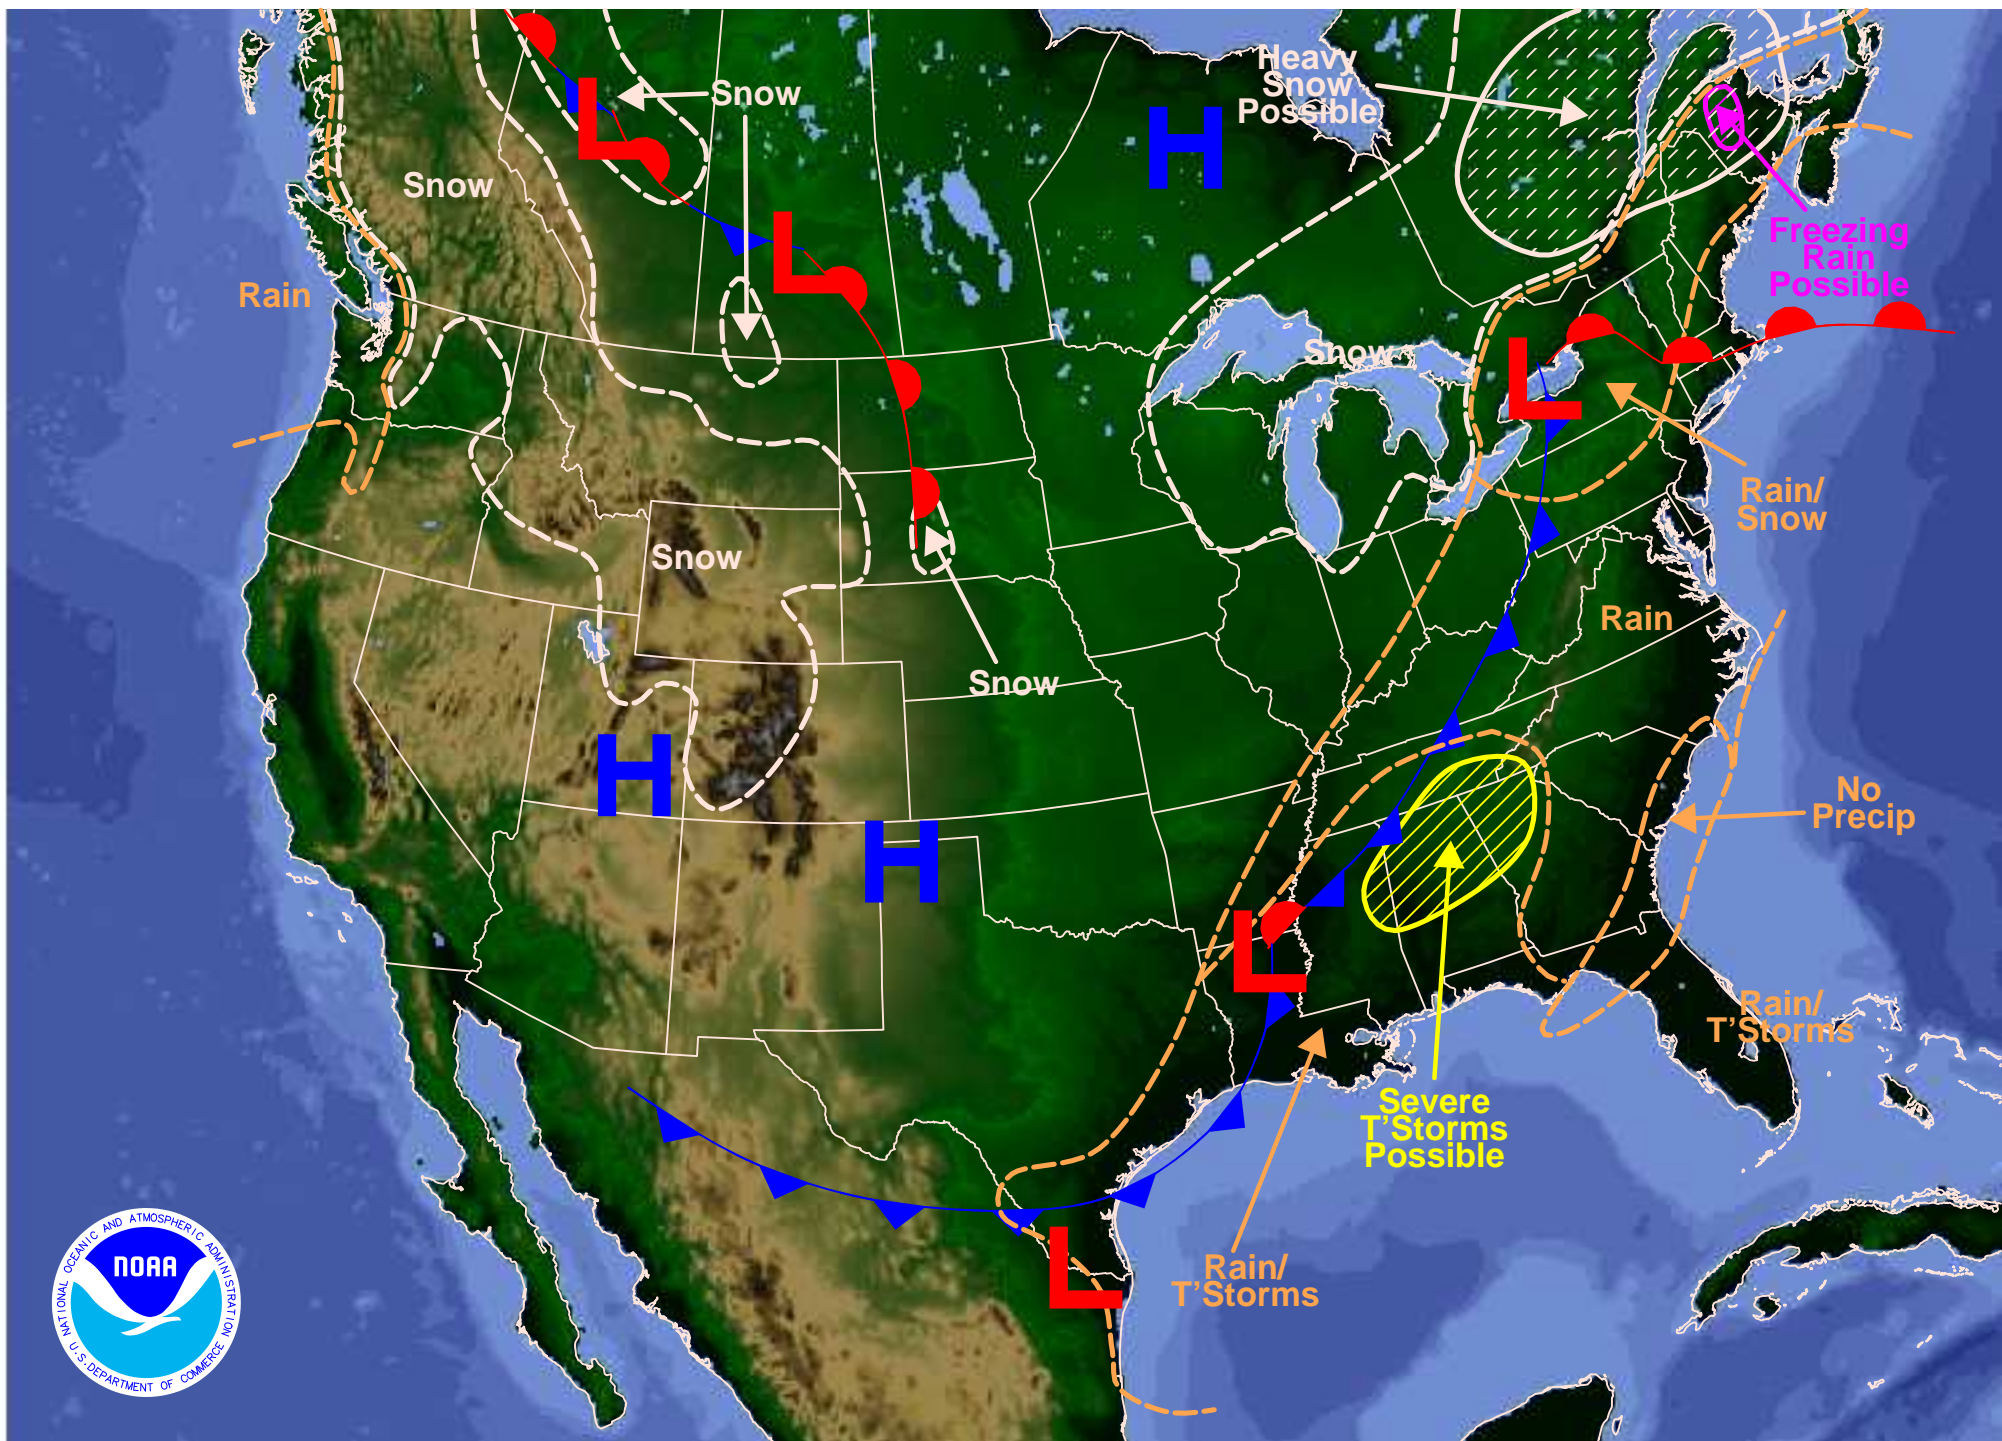 Heavy
Snow
Possible
Snow
L
H
Snow
L
Freezing
Rain
Possible
Rain
Snow
L
Rain/
Snow
Snow
Rain
Snow
H
No
Precip
H
L
Rain/
T'Storms
Severe
T'Storms
Possible
L
Rain/
T'Storms
NATIONAL OCEANIC AND ATMOSPHERIC ADMINISTRATION
NOAA
U.S. DEPARTMENT OF COMMERCE